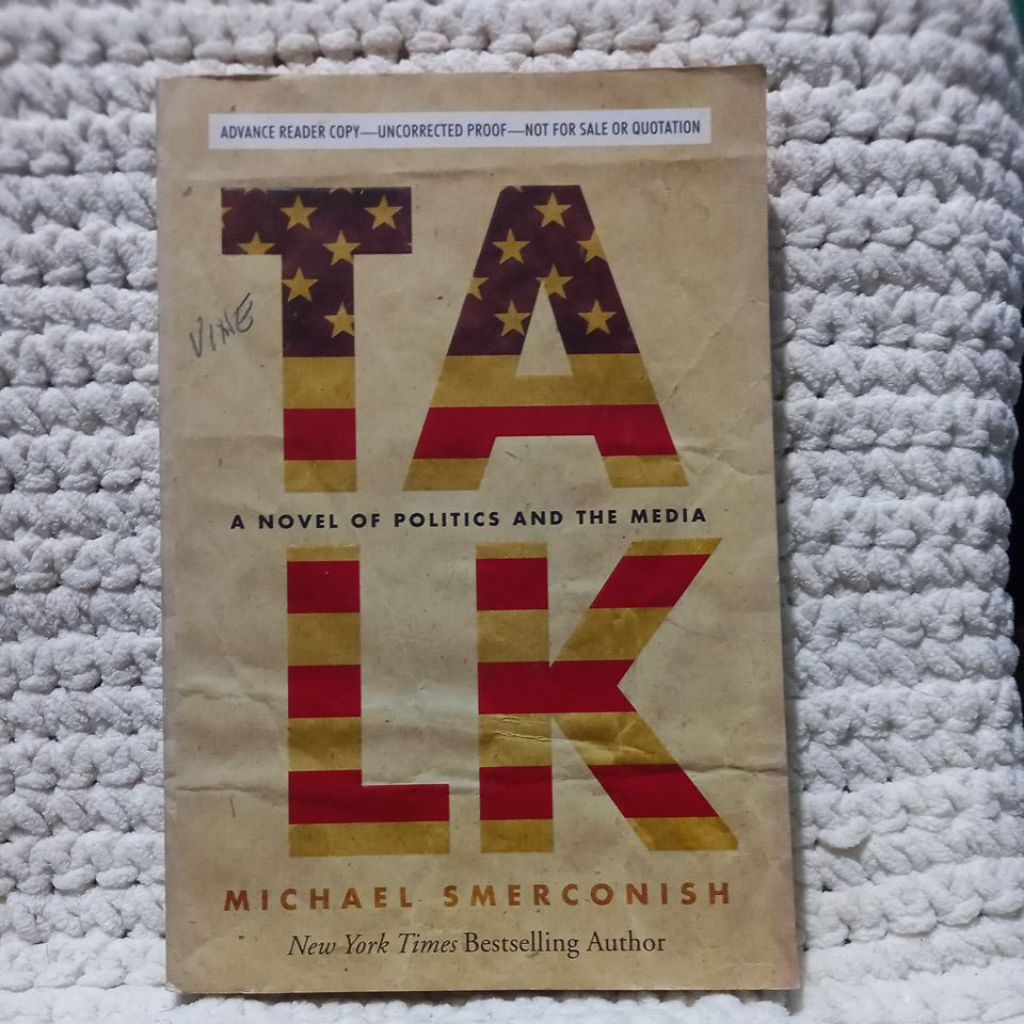 ADVANCE READER COPY—UNCORRECTED PROOF—NOT FOR SALE OR QUOTATION
TA
VINE
A NOVEL OF POLITICS AND THE MEDIA
LK
MICHAEL SMERCONISH
New York Times Bestselling Author